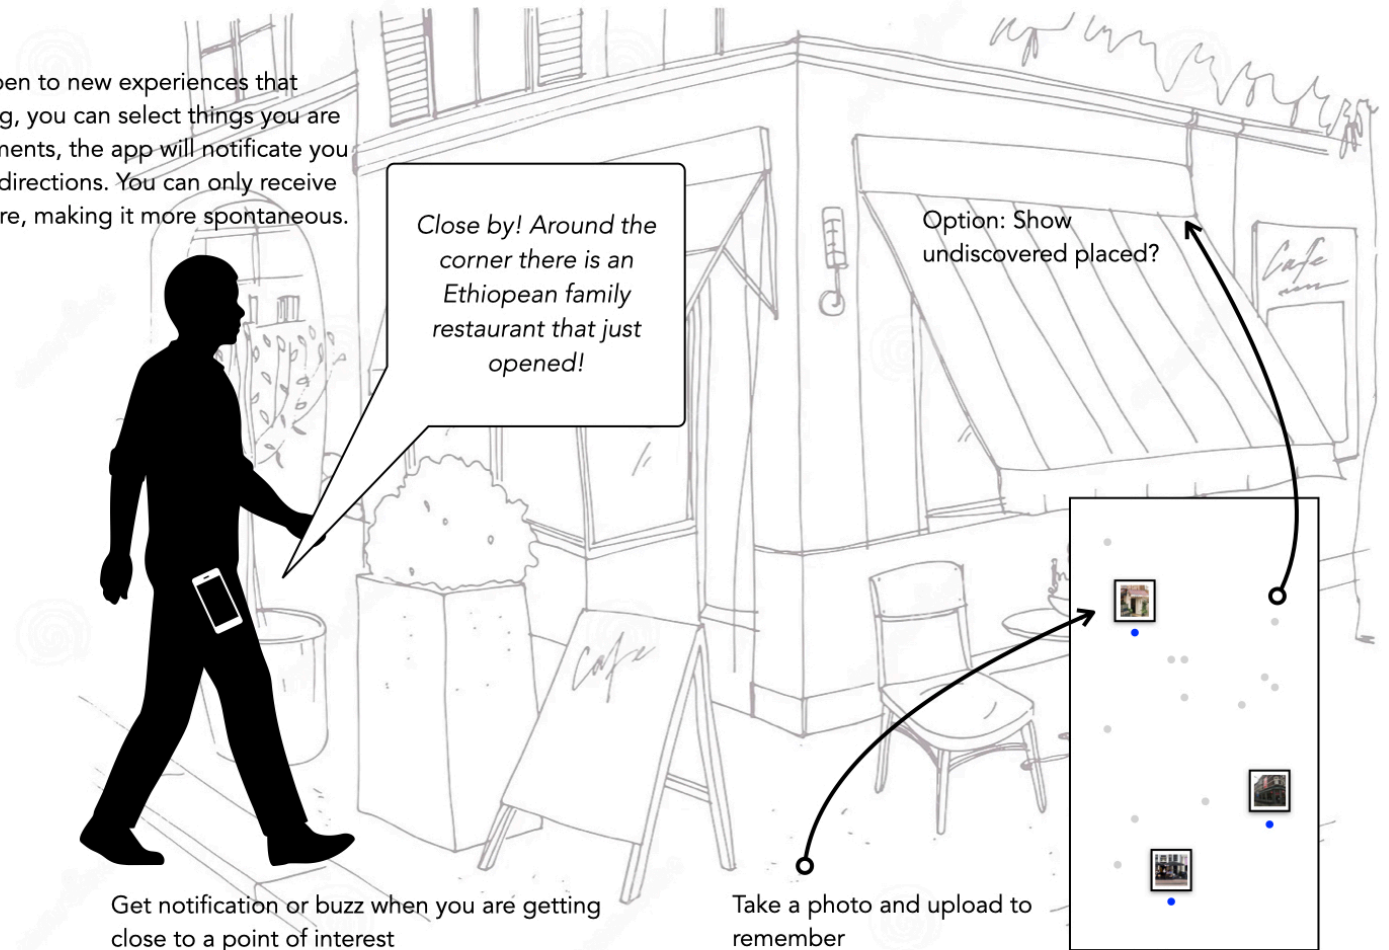 pen to new experiences that
g, you can select things you are
ments, the app will notificate you
directions. You can only receive
re, making it more spontaneous.
Close by! Around the
corner there is an
Ethiopean family
restaurant that just
opened!
Option: Show
undiscovered placed?
Cafe
Cafe
Get notification or buzz when you are getting
close to a point of interest
Take a photo and upload to
remember